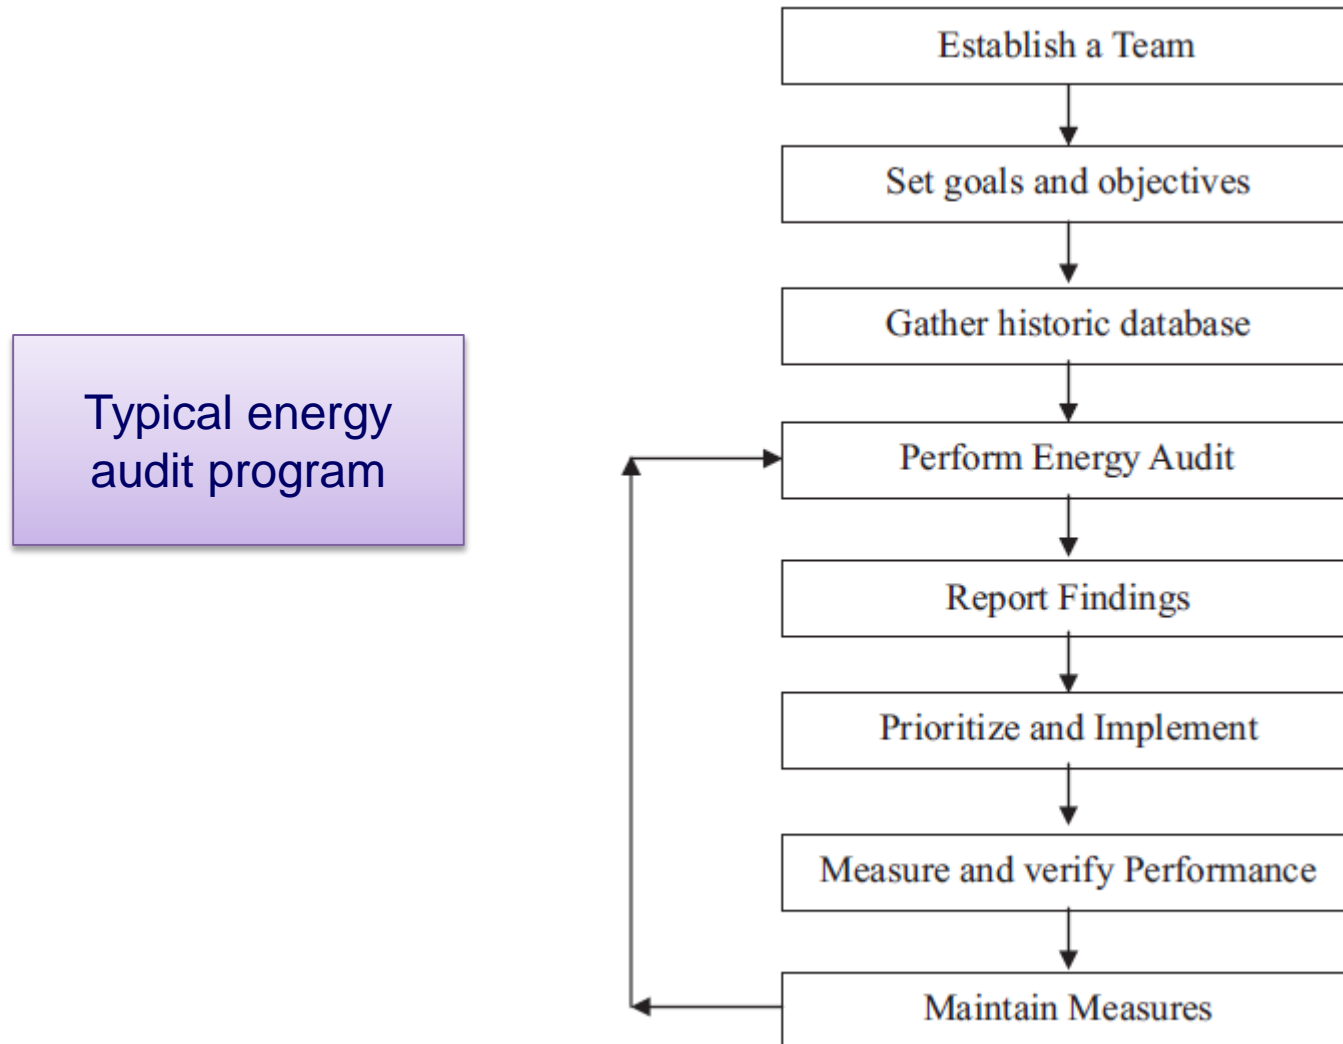 Establish a Team
Set goals and objectives
Gather historic database
Typical energy
audit program
Perform Energy Audit
Report Findings
Prioritize and Implement
Measure and verify Performance
Maintain Measures